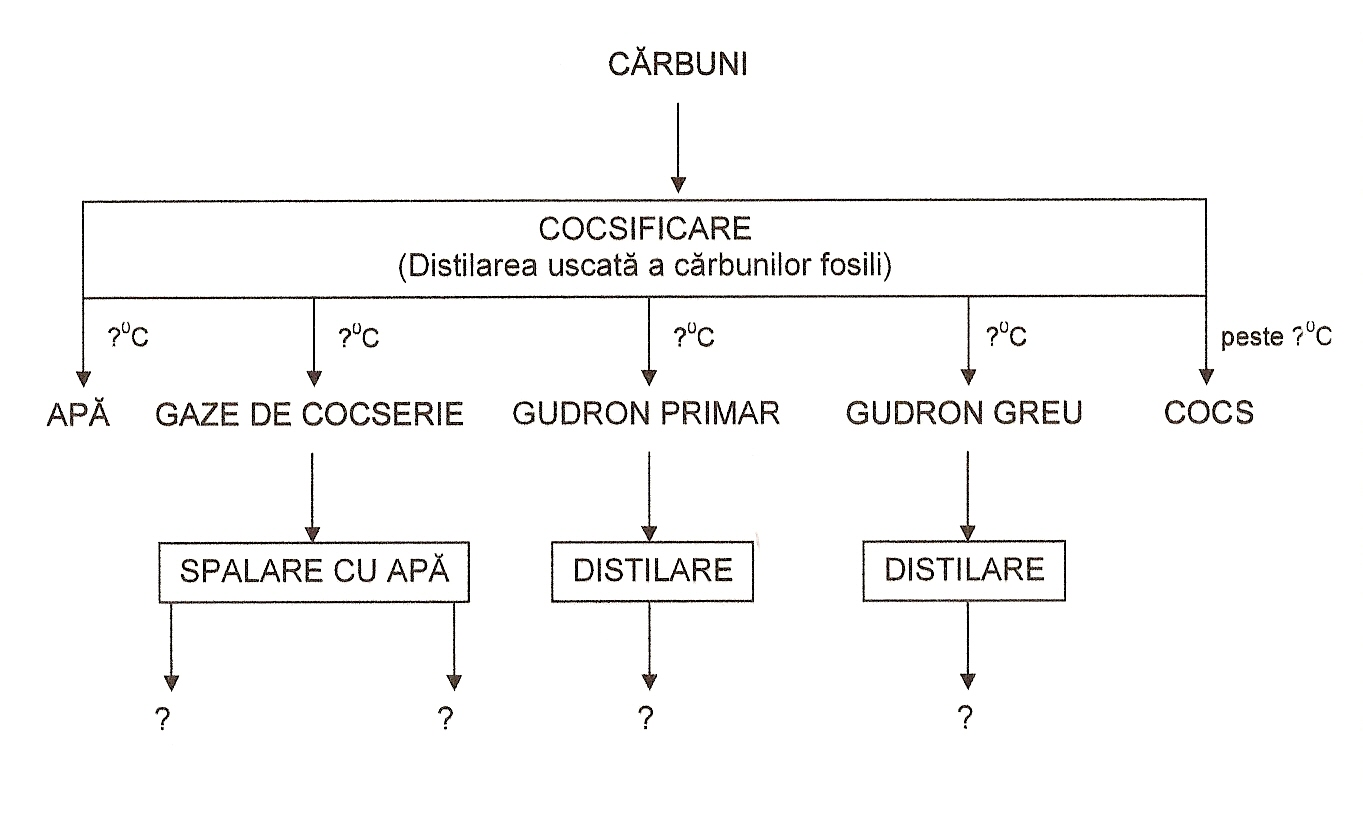 CĂRBUNI
COCSIFICARE
(Distilarea uscată a cărbunilor fosili)
?⁰C
?⁰C
?⁰C
?⁰C
peste ?⁰C
APĂ
GAZE DE COCSERIE
GUDRON PRIMAR
GUDRON GREU
COCS
SPALARE CU APĂ
DISTILARE
DISTILARE
?
?
?
?